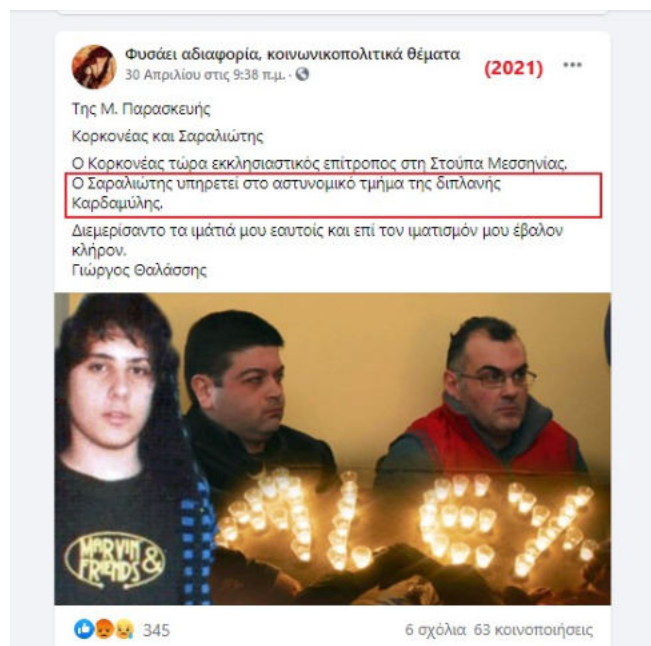 Φυσάει αδιαφορία, κοινωνικοπολιτικά θέματα
30 Απριλίου στις 9:38 π.μ. ·
(2021)
Της Μ. Παρασκευής
Κορκονέας και Σαραλιώτης
Ο Κορκονέας τώρα εκκλησιαστικός επίτροπος στη Στούπα Μεσσηνίας.
Ο Σαραλιώτης υπηρετεί στο αστυνομικό τμήμα της διπλανής
Καρδαμύλης.
Διεμερίσαντο τα ιμάτιά μου εαυτοίς και επί τον ιματισμόν μου έβαλον
κλήρον.
Γιώργος Θαλάσσης
MARVIN &
FRIENDS
ALEX
345
6 σχόλια 63 κοινοποιήσεις